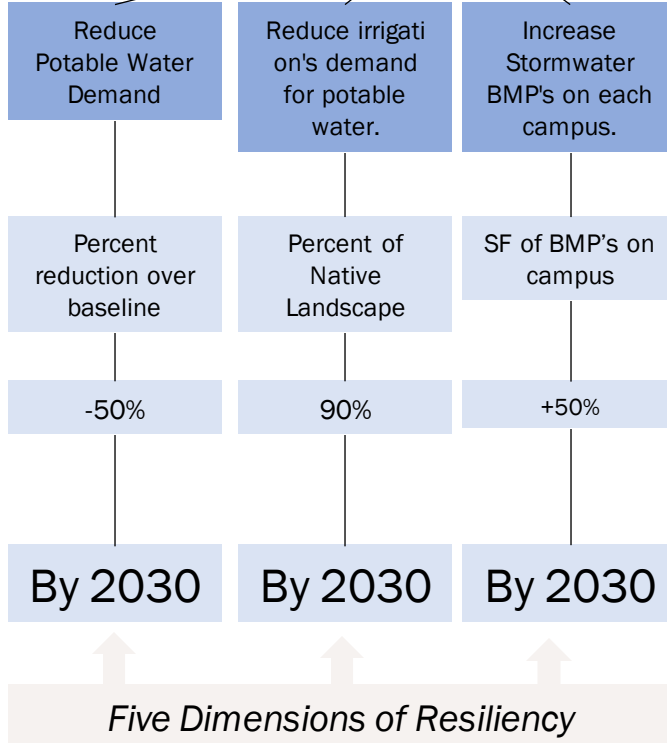 Reduce
Potable Water
Demand
Reduce irrigati
on's demand
for potable
water.
Increase
Stormwater
BMP's on each
campus.
Percent
reduction over
baseline
Percent of
Native
Landscape
SF of BMP’s on
campus
-50%
90%
+50%
By 2030
By 2030
By 2030
Five Dimensions of Resiliency